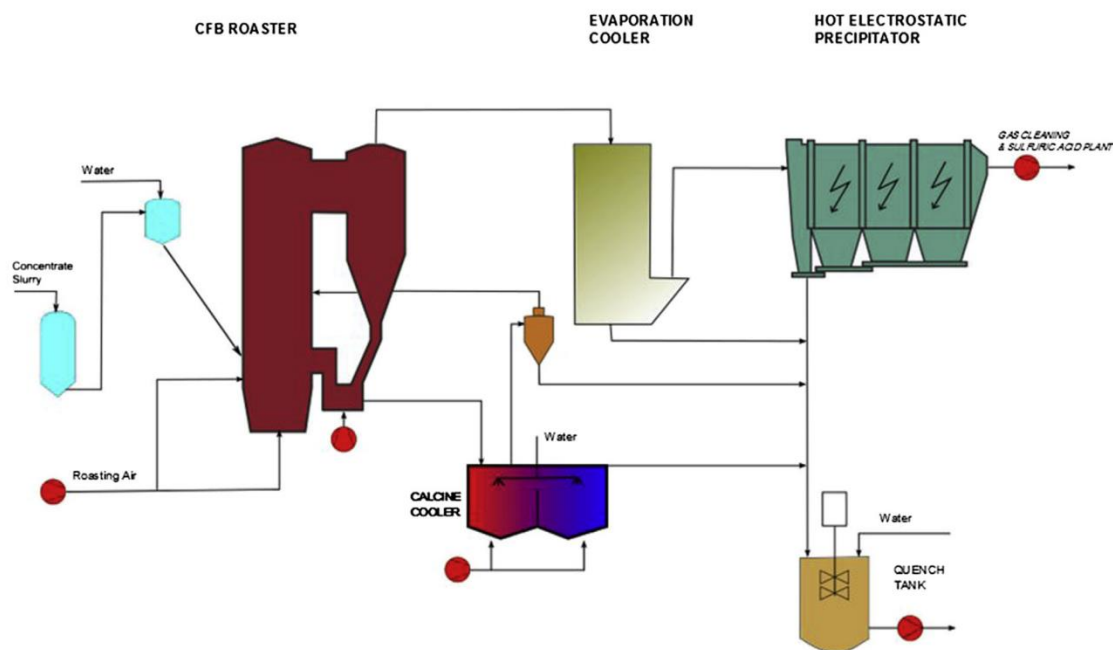 CFB ROASTER
EVAPORATION
COOLER
HOT ELECTROSTATIC
PRECIPITATOR
GAS CLEANING
& SULFURIC ACID PLANT
Water
Concentrate
Slurry
Roasting Air
Water
CALCINE
COOLER
Water
QUENCH
TANK